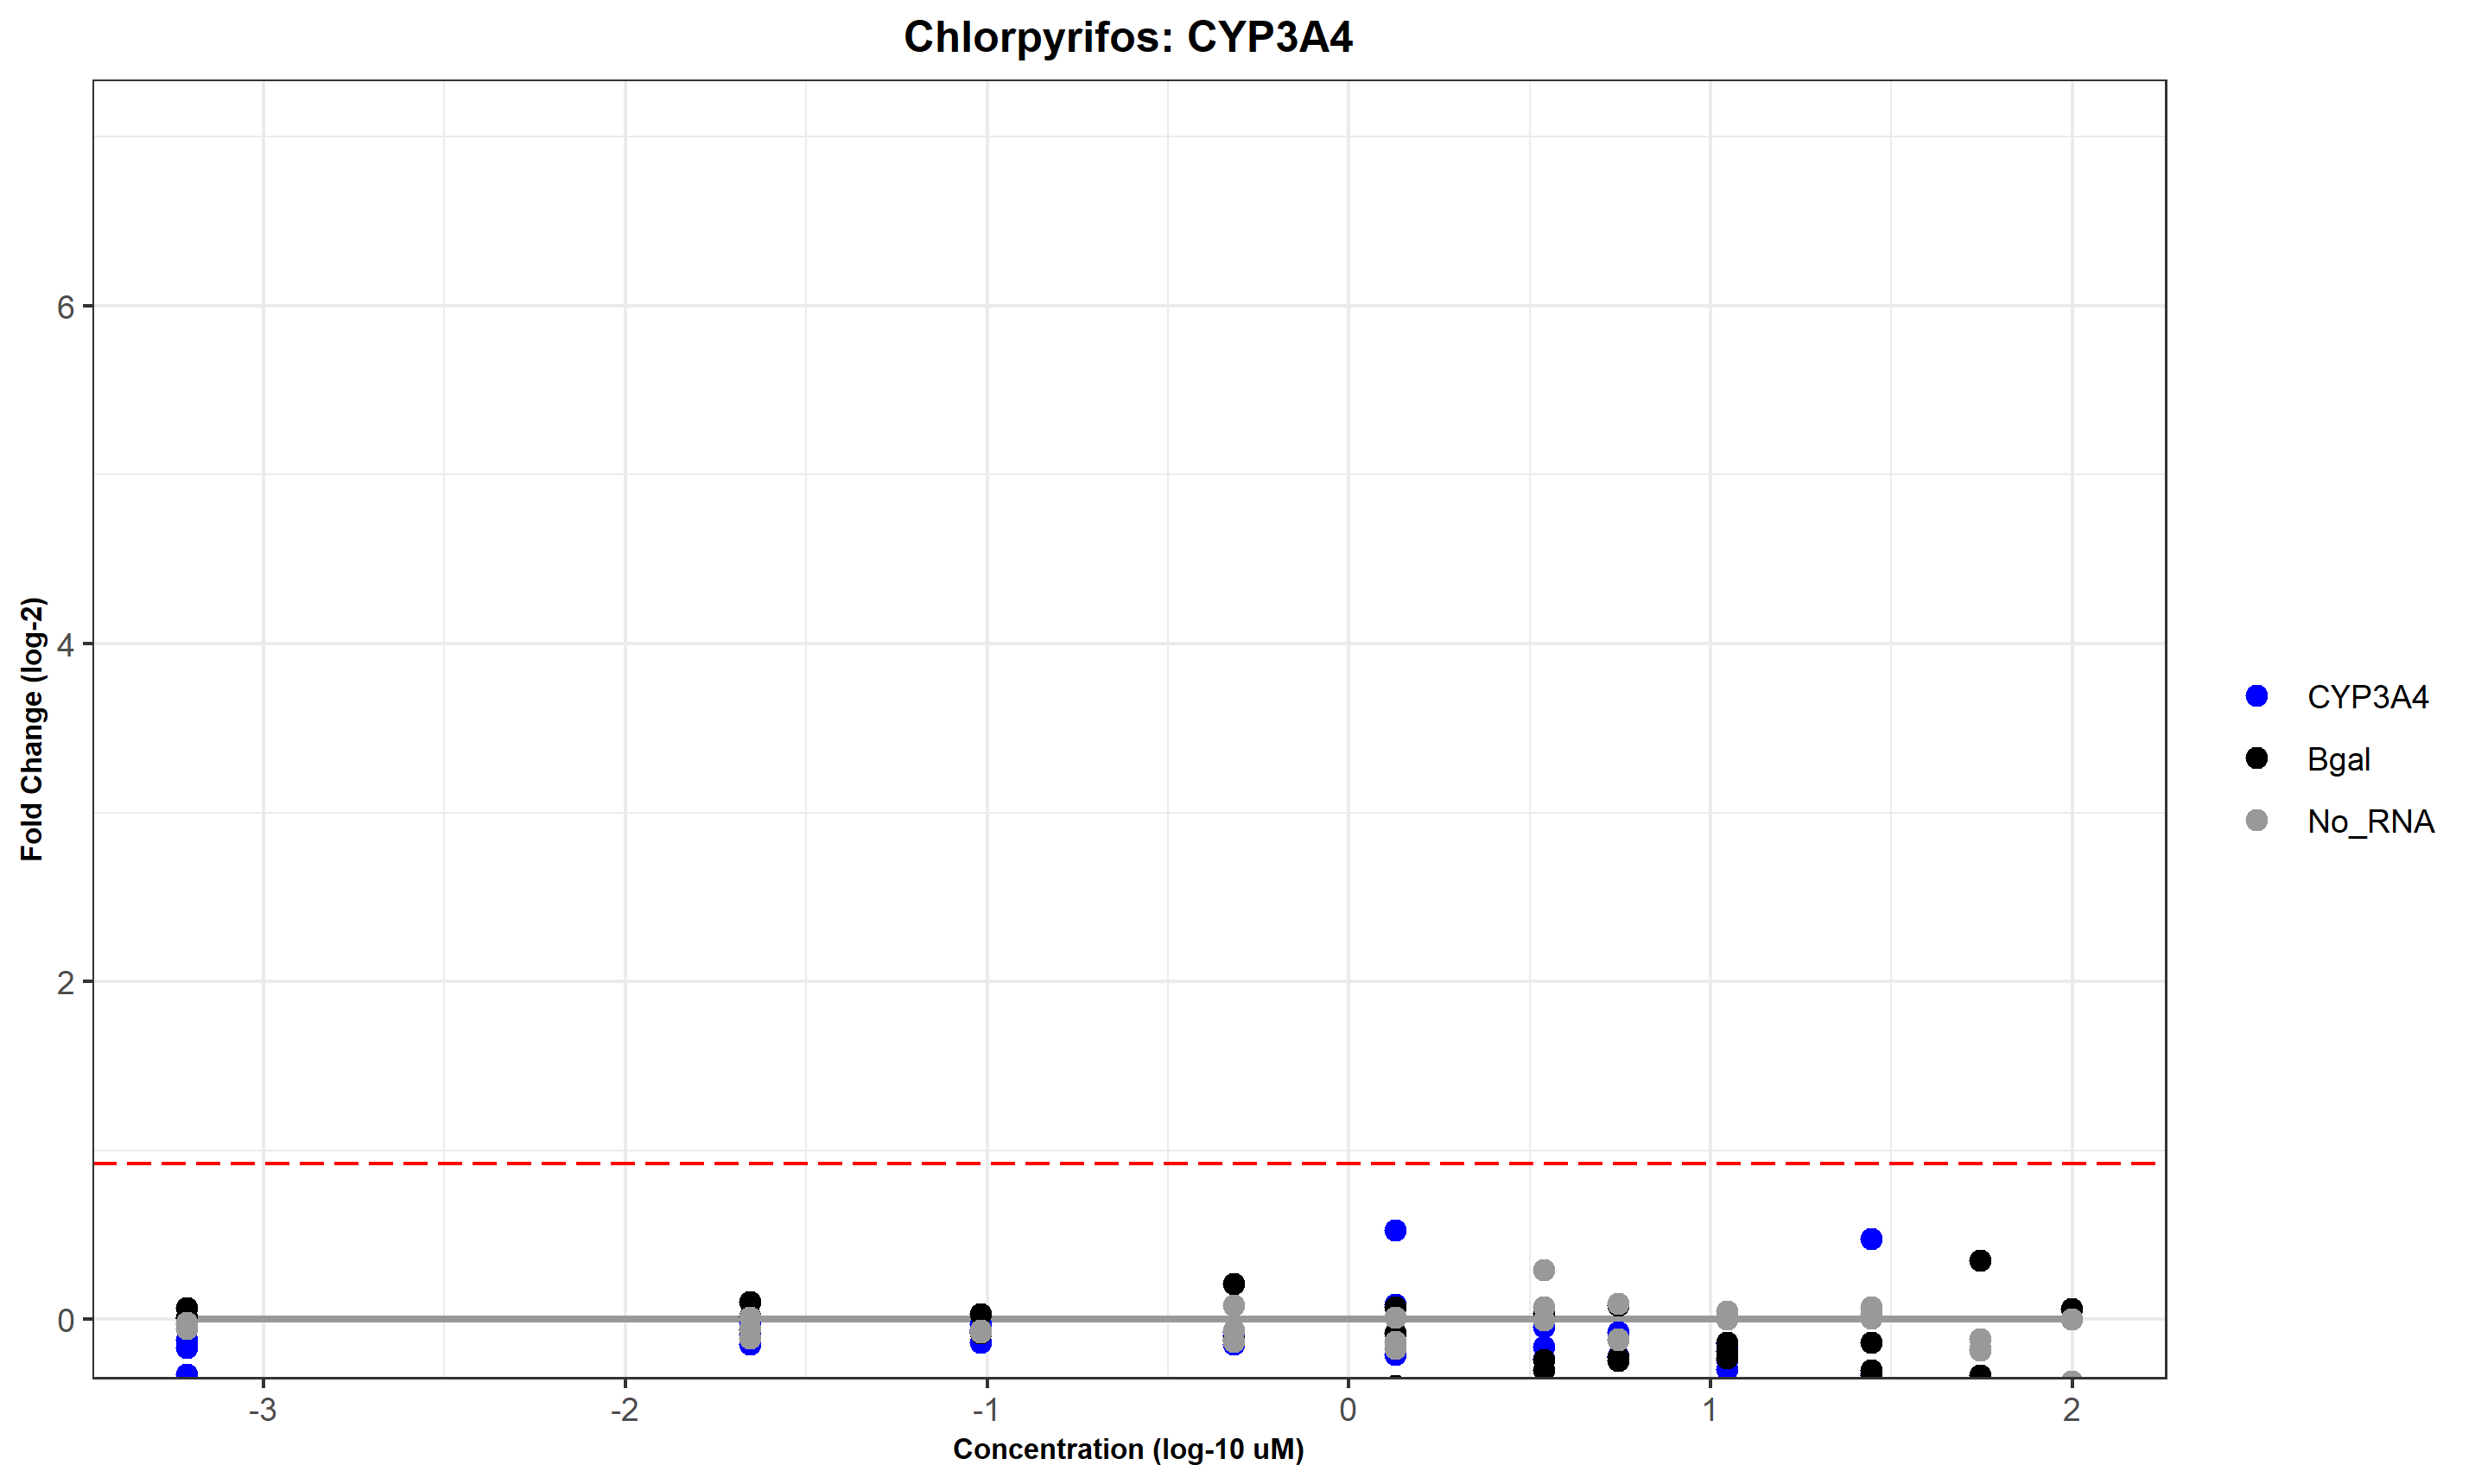 Chlorpyrifos: CYP3A4
Fold Change (log-2)
6
4
2
0
-3
-2
-1
0
1
2
Concentration (log-10 uM)
CYP3A4
Bgal
No_RNA